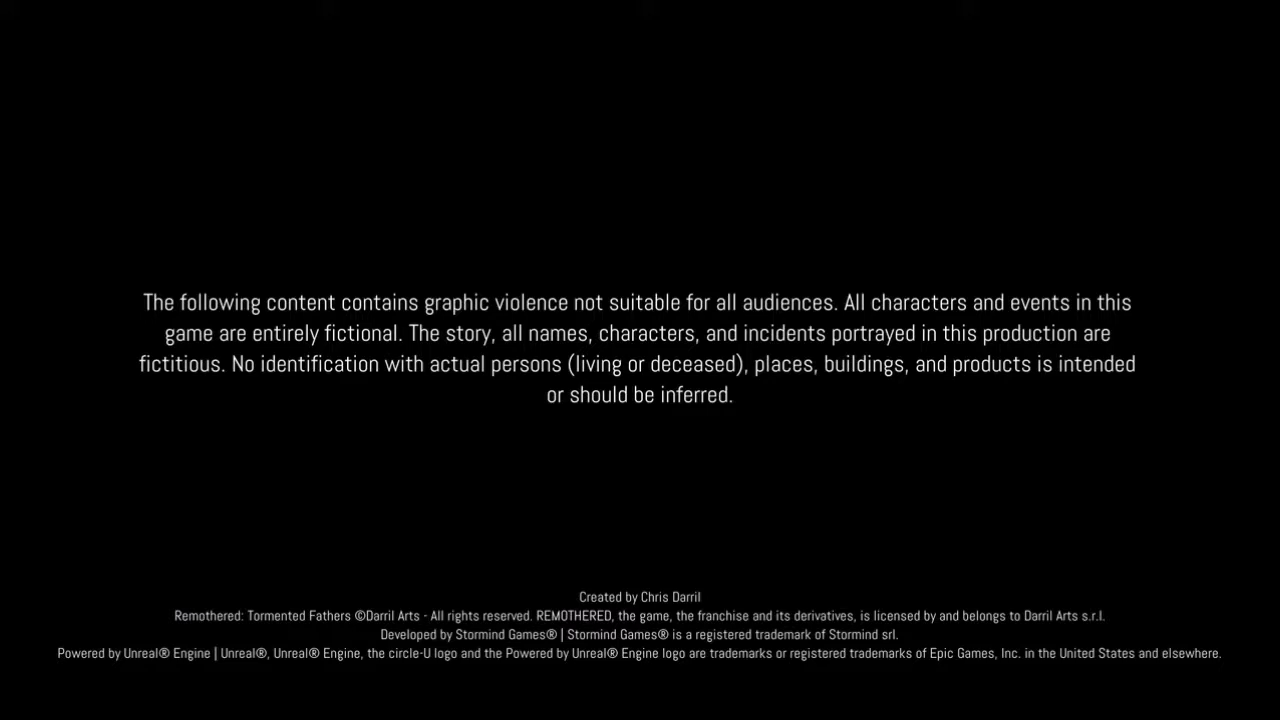 The following content contains graphic violence not suitable for all audiences. All characters and events in this
game are entirely fictional. The story, all names, characters, and incidents portrayed in this production are
fictitious. No identification with actual persons (living or deceased), places, buildings, and products is intended
or should be inferred.
Created by Chris Darril
Remothered: Tormented Fathers ©Darril Arts - All rights reserved. REMOTHERED, the game, the franchise and its derivatives, is licensed by and belongs to Darril Arts s.r.l.
Developed by Stormind Games® | Stormind Games® is a registered trademark of Stormind srl.
Powered by Unreal® Engine | Unreal®, Unreal® Engine, the circle-U logo and the Powered by Unreal® Engine logo are trademarks or registered trademarks of Epic Games, Inc. in the United States and elsewhere.